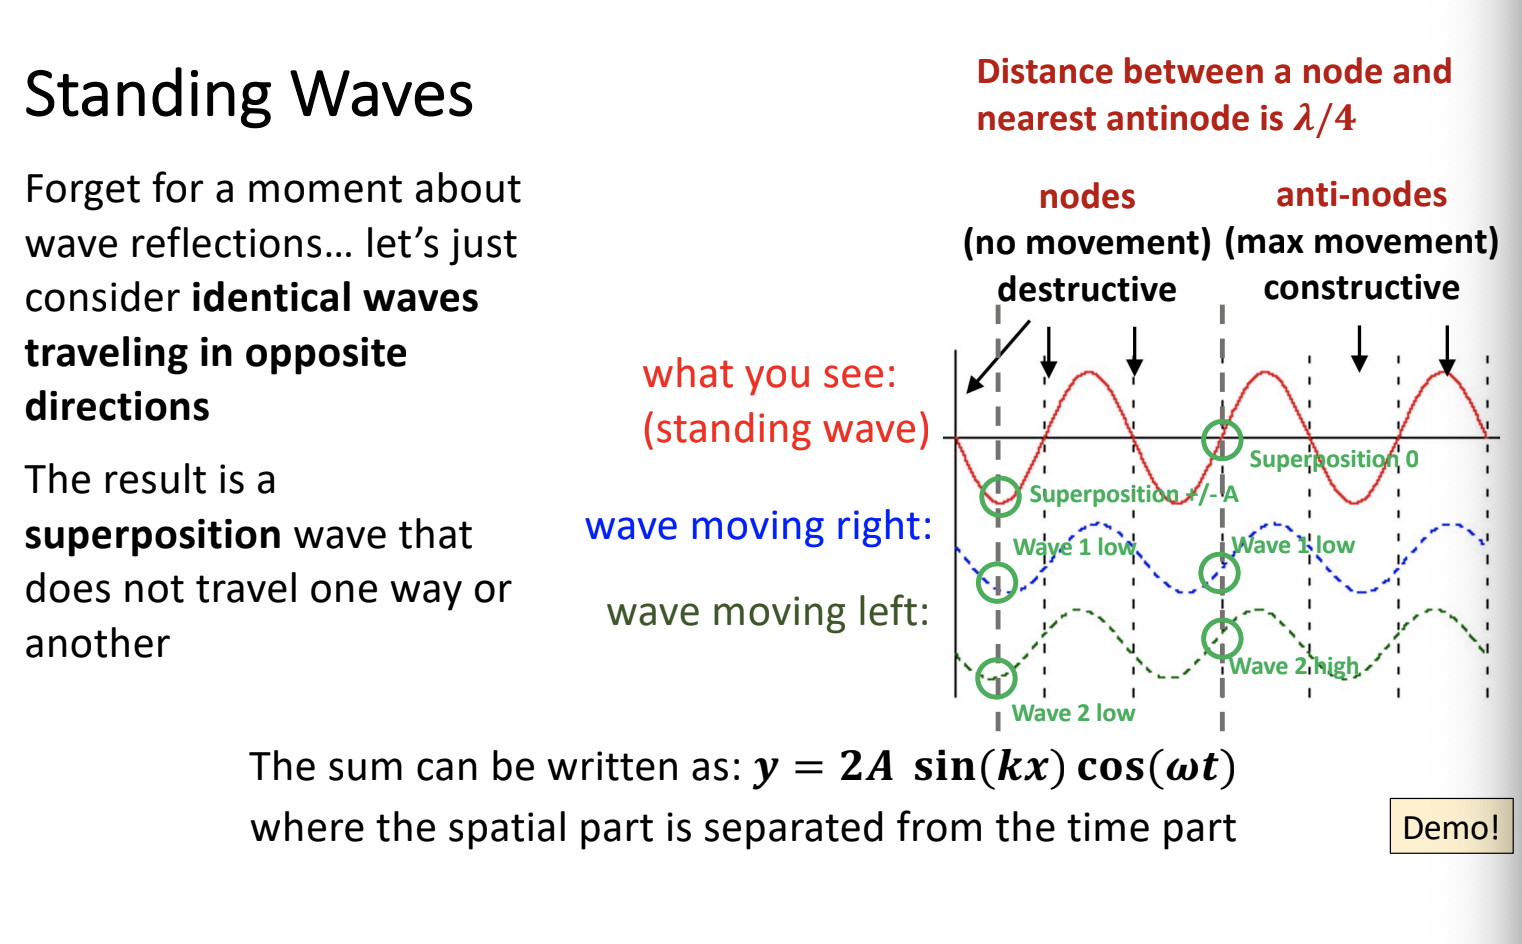 Standing Waves
Forget for a moment about
wave reflections... let's just
consider identical waves
traveling in opposite
directions
The result is a
superposition wave that
does not travel one way or
another
Distance between a node and
nearest antinode is λ/4
nodes
(no movement)
destructive
anti-nodes
(max movement)
constructive
what you see:
(standing wave)
Superposition 0
Superposition +/- A
wave moving right:
Wave 1 low
Wave 1 low
wave moving left:
Wave 2 high
Wave 2 low
The sum can be written as: y = 2A sin(kx) cos(ωt)
where the spatial part is separated from the time part
Demo!